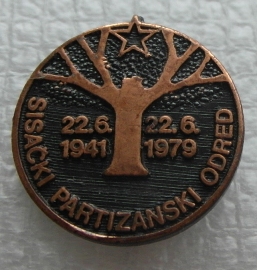 22.6. 22.6.
1941 1979
SISAČKI PARTIZANSKI ODRED